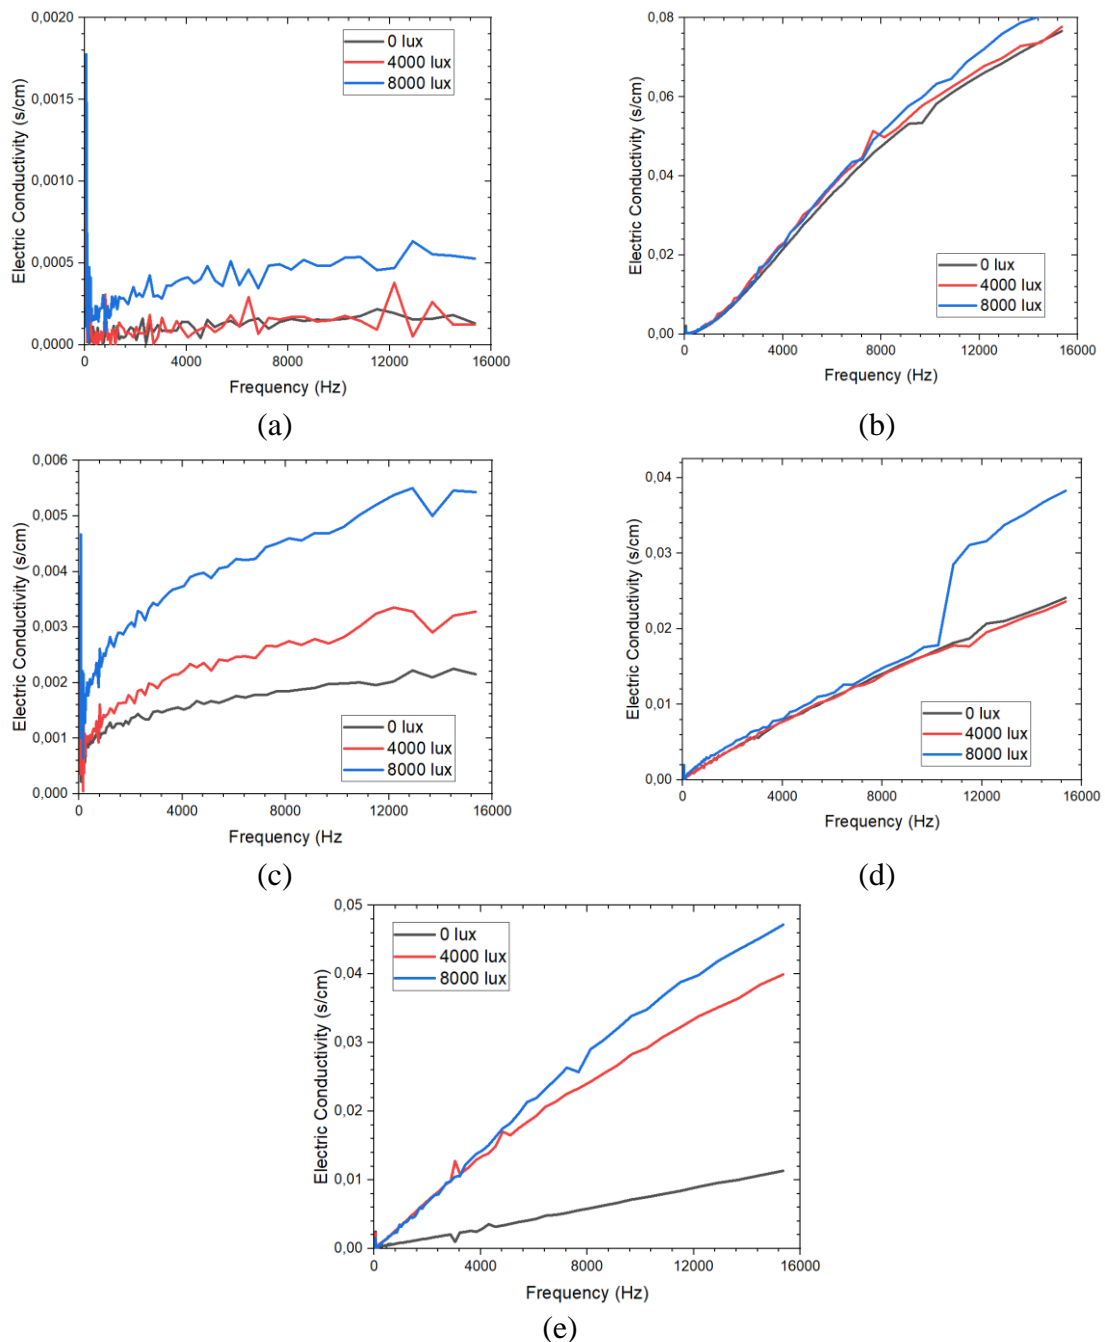 0,0020
0,0015
0,0010
0,0005
0,0000
Electric Conductivity (s/cm)
0 lux
4000 lux
8000 lux
0 4000 8000 12000 16000
Frequency (Hz)
(a)
0,08
0,06
0,04
0,02
0,00
Electric Conductivity (s/cm)
0 lux
4000 lux
8000 lux
0 4000 8000 12000 16000
Frequency (Hz)
(b)
0,006
0,005
0,004
0,003
0,002
0,001
0,000
Electric Conductivity (s/cm)
0 lux
4000 lux
8000 lux
0 4000 8000 12000 16000
Frequency (Hz
(c)
0,04
0,03
0,02
0,01
0,00
Electric Conductivity (s/cm)
0 lux
4000 lux
8000 lux
0 4000 8000 12000 16000
Frequency (Hz)
(d)
0,05
0,04
0,03
0,02
0,01
0,00
Electric Conductivity (s/cm)
0 lux
4000 lux
8000 lux
0 4000 8000 12000 16000
Frequency (Hz)
(e)